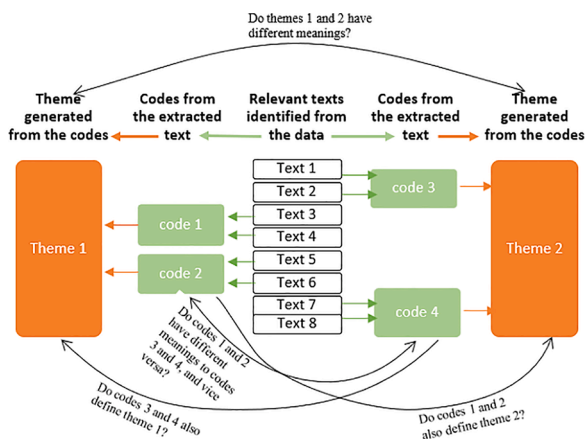 Do themes 1 and 2 have
different meanings?
Theme
generated
from the codes
Codes from
the extracted
text
Relevant texts
identified from
the data
Codes from
the extracted
text
Theme
generated
from the codes
Text 1
Text 2
Text 3
Text 4
Text 5
Text 6
Text 7
Text 8
code 3
code 1
code 2
code 4
Theme 1
Theme 2
Do codes 1 and 2
have different
meanings to codes
3 and 4, and vice
versa?
Do codes 3 and 4 also
define theme 1?
Do codes 1 and 2
also define theme 2?